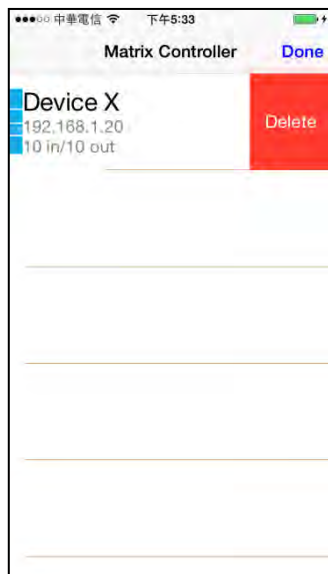 中華電信 下午5:33
Matrix Controller Done
Device X
192.168.1.20
10 in/10 out
Delete